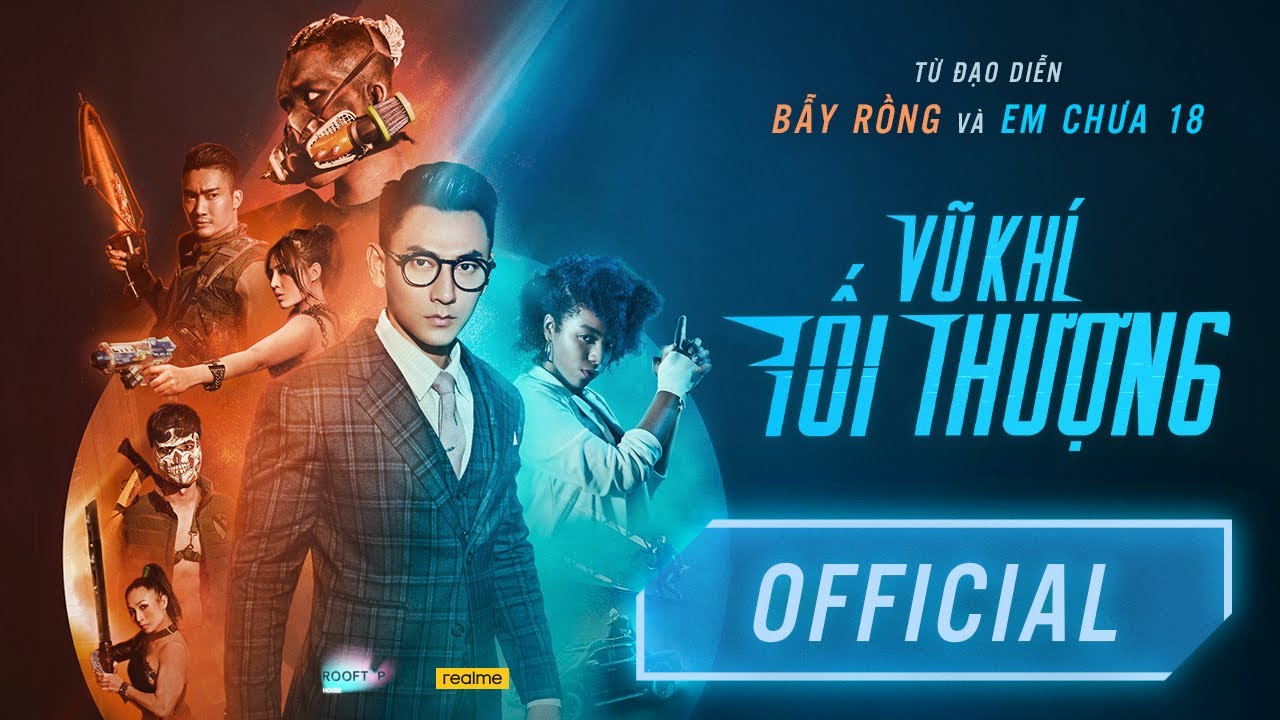 TỪ ĐẠO DIỄN
BẪY RỒNG VÀ EM CHƯA 18
VŨ KHÍ
TỐI THƯỢNG
OFFICIAL
ROOFTOP
HOUSE
realme